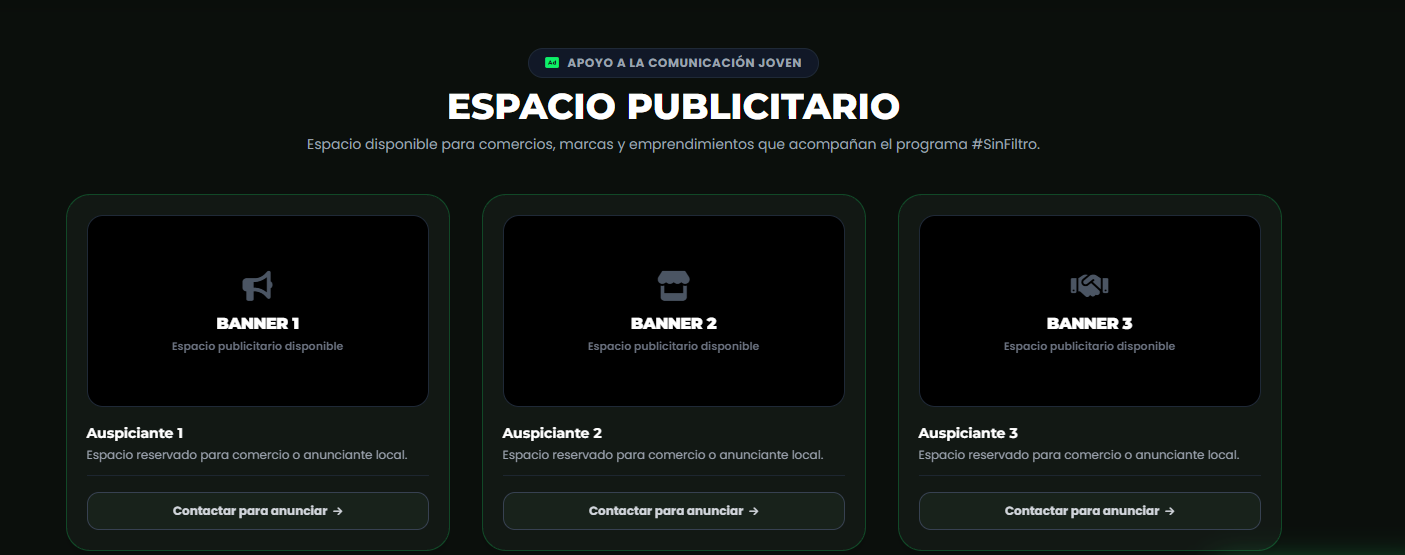 Ad APOYO A LA COMUNICACIÓN JOVEN
ESPACIO PUBLICITARIO
Espacio disponible para comercios, marcas y emprendimientos que acompañan el programa #SinFiltro.
BANNER 1
Espacio publicitario disponible
Auspiciante 1
Espacio reservado para comercio o anunciante local.
Contactar para anunciar →
BANNER 2
Espacio publicitario disponible
Auspiciante 2
Espacio reservado para comercio o anunciante local.
Contactar para anunciar →
BANNER 3
Espacio publicitario disponible
Auspiciante 3
Espacio reservado para comercio o anunciante local.
Contactar para anunciar →